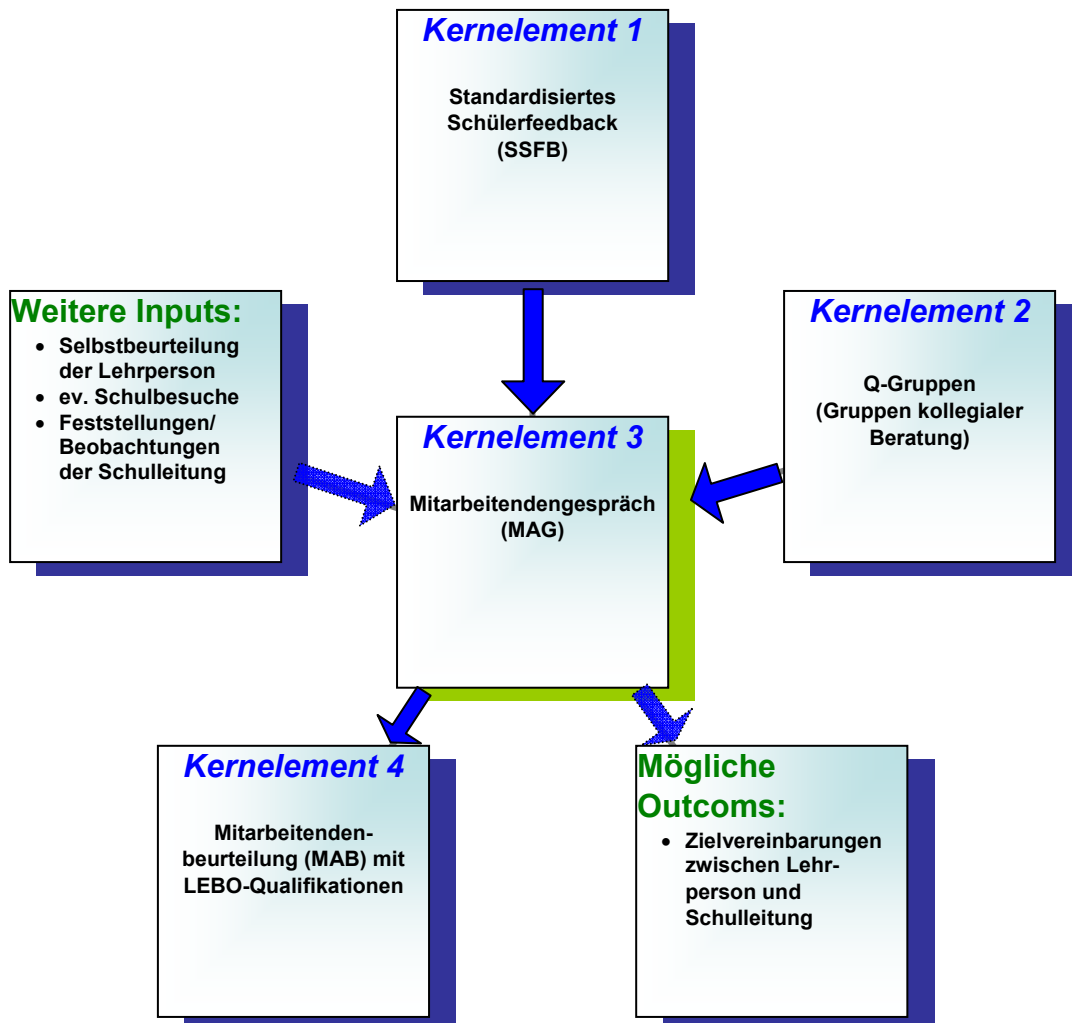 Kernelement 1
Standardisiertes
Schülerfeedback
(SSFB)
Weitere Inputs:
• Selbstbeurteilung
der Lehrperson
• ev. Schulbesuche
• Feststellungen/
Beobachtungen
der Schulleitung
Kernelement 2
Q-Gruppen
(Gruppen kollegialer
Beratung)
Kernelement 3
Mitarbeitendengespräch
(MAG)
Kernelement 4
Mitarbeitenden-
beurteilung (MAB) mit
LEBO-Qualifikationen
Mögliche
Outcoms:
• Zielvereinbarungen
zwischen Lehr-
person und
Schulleitung